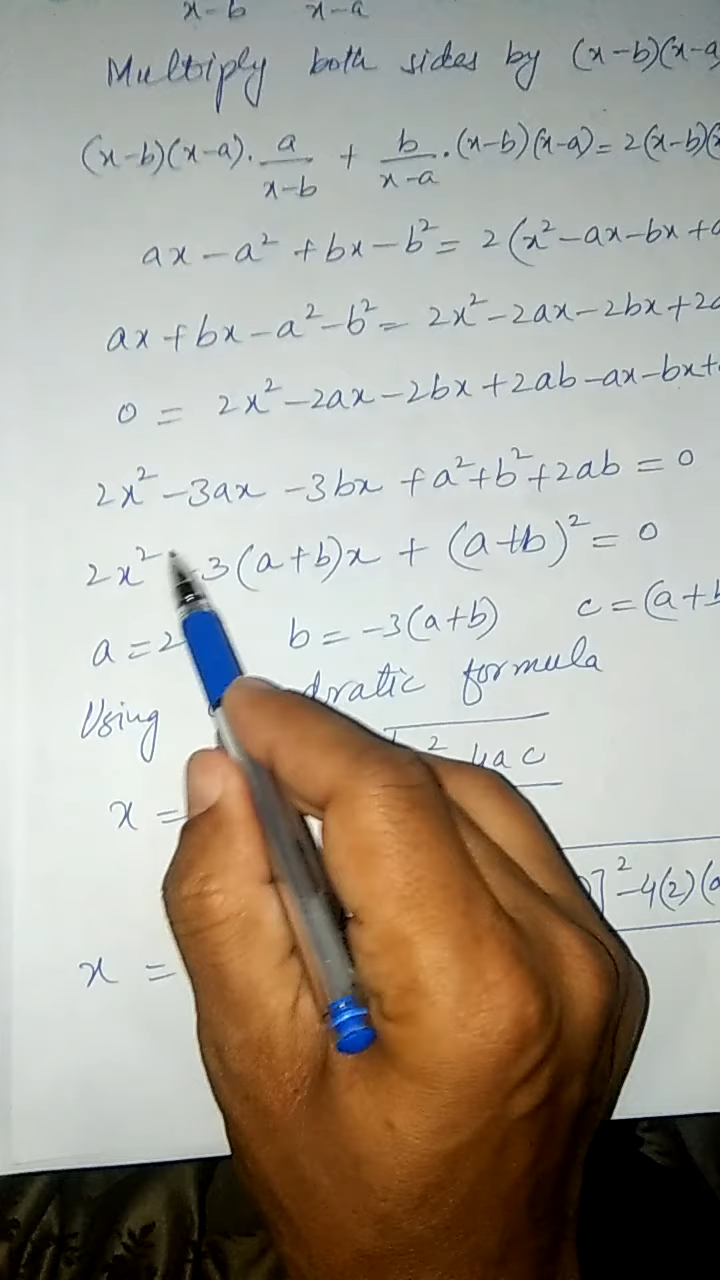 x-b x-a
Multiply both sides by (x-b)(x-a)
(x-b)(x-a). a/x-b + b/x-a .(x-b)(x-a)= 2(x-b)(x
ax - a² + bx - b² = 2(x² - ax - bx + a
ax + bx - a² - b² = 2x² - 2ax - 2bx + 2a
0 = 2x² - 2ax - 2bx + 2ab - ax - bx +
2x² - 3ax - 3bx + a² + b² + 2ab = 0
2x² - 3(a+b)x + (a+b)² = 0
a = 2 b = -3(a+b) c = (a+b
Using formula
x = ² 4ac
x = ]² - 4(2)(a